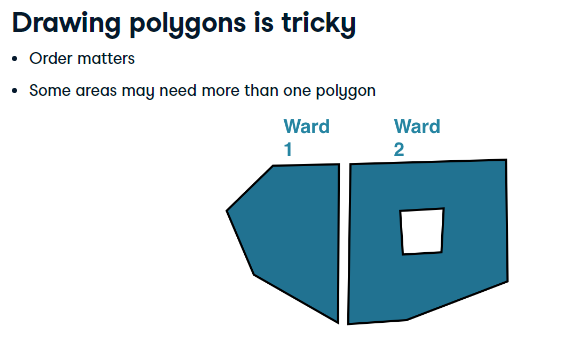 Drawing polygons is tricky
• Order matters
• Some areas may need more than one polygon
Ward
1
Ward
2